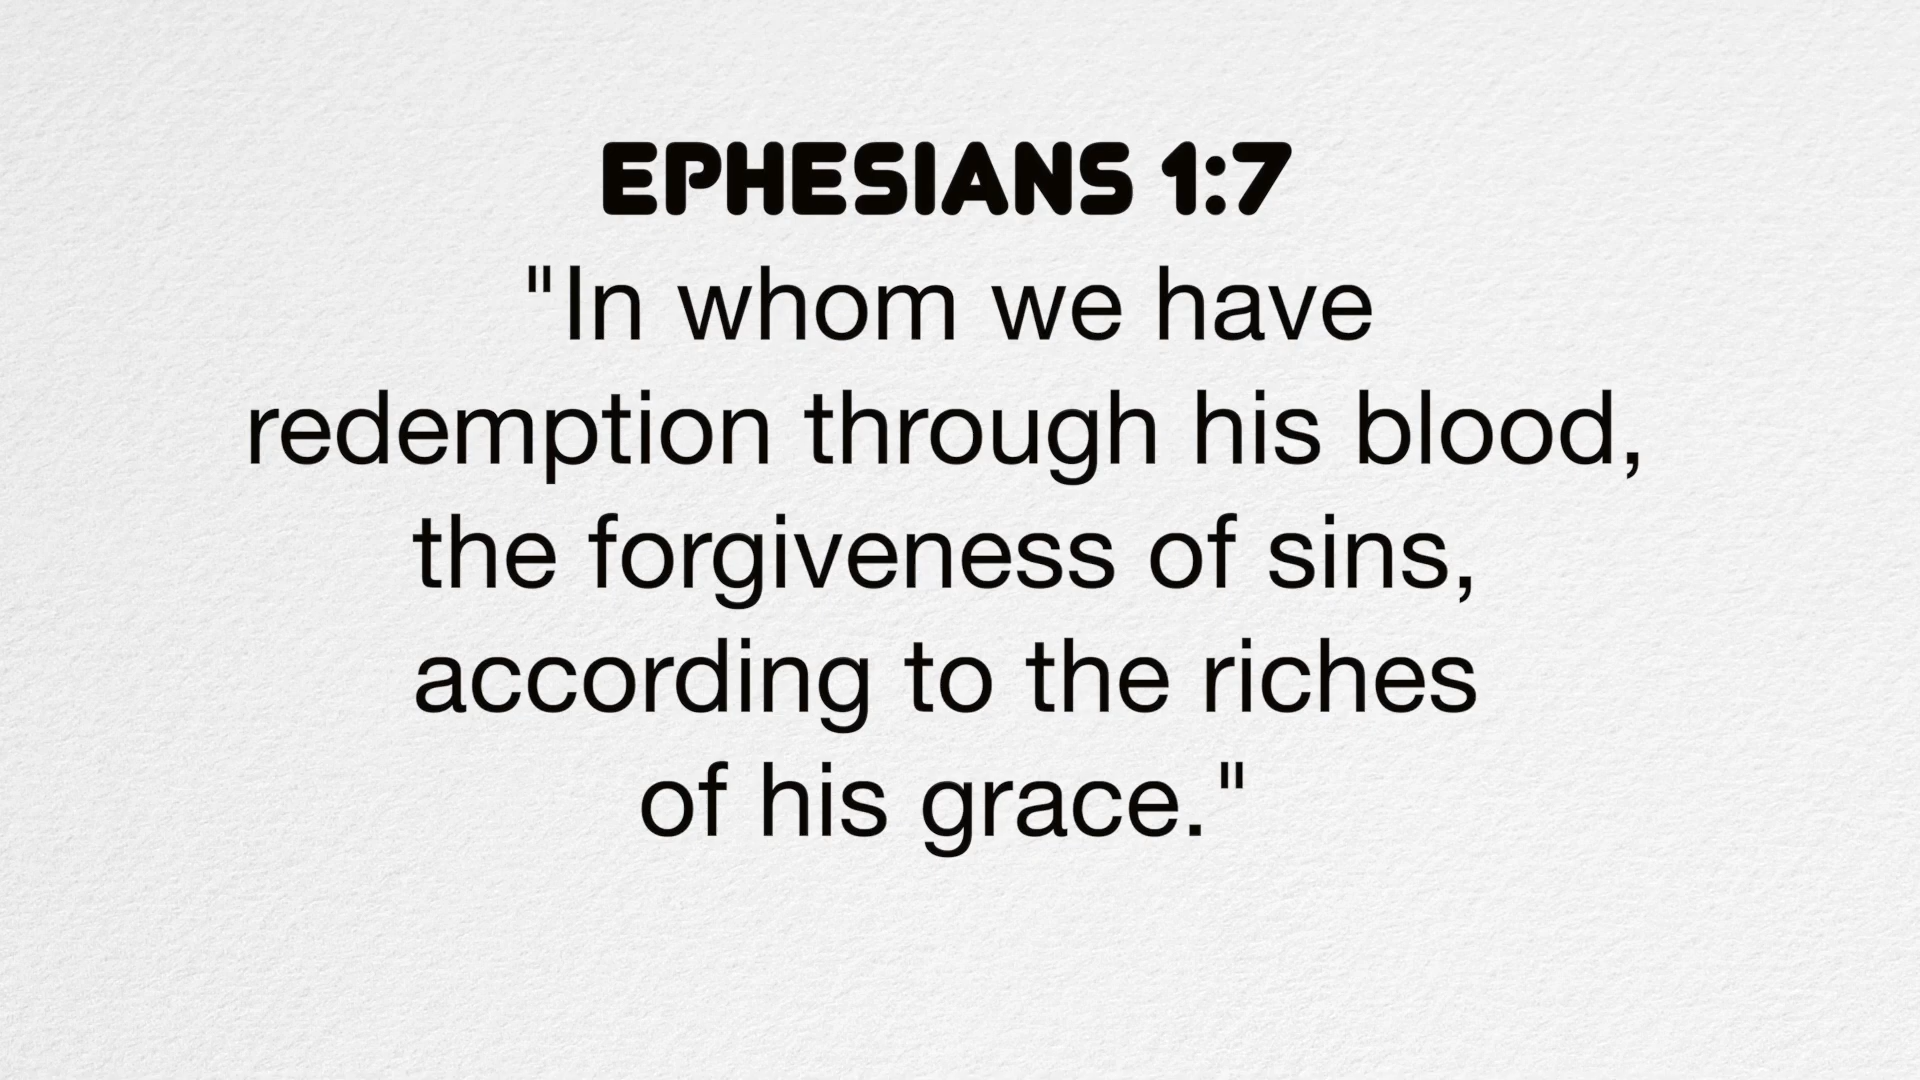 EPHESIANS 1:7
"In whom we have
redemption through his blood,
the forgiveness of sins,
according to the riches
of his grace."